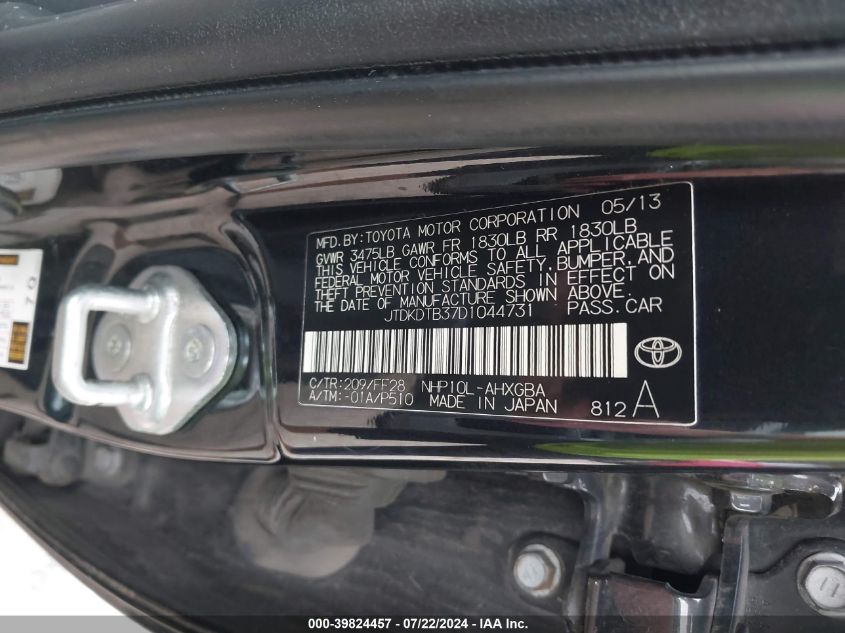 MFD.BY:TOYOTA MOTOR CORPORATION 05/13
GVWR 3475LB GAWR FR 1830LB RR 1830LB
THIS VEHICLE CONFORMS TO ALL APPLICABLE
FEDERAL MOTOR VEHICLE SAFETY, BUMPER, AND
THEFT PREVENTION STANDARDS IN EFFECT ON
THE DATE OF MANUFACTURE SHOWN ABOVE.
JTDKDTB37D1044731 PASS.CAR
C/TR:209/FF28 NHP10L-AHXGBA
A/TM:-01A/P510 MADE IN JAPAN 812 A
000-39824457 - 07/22/2024 - IAA Inc.